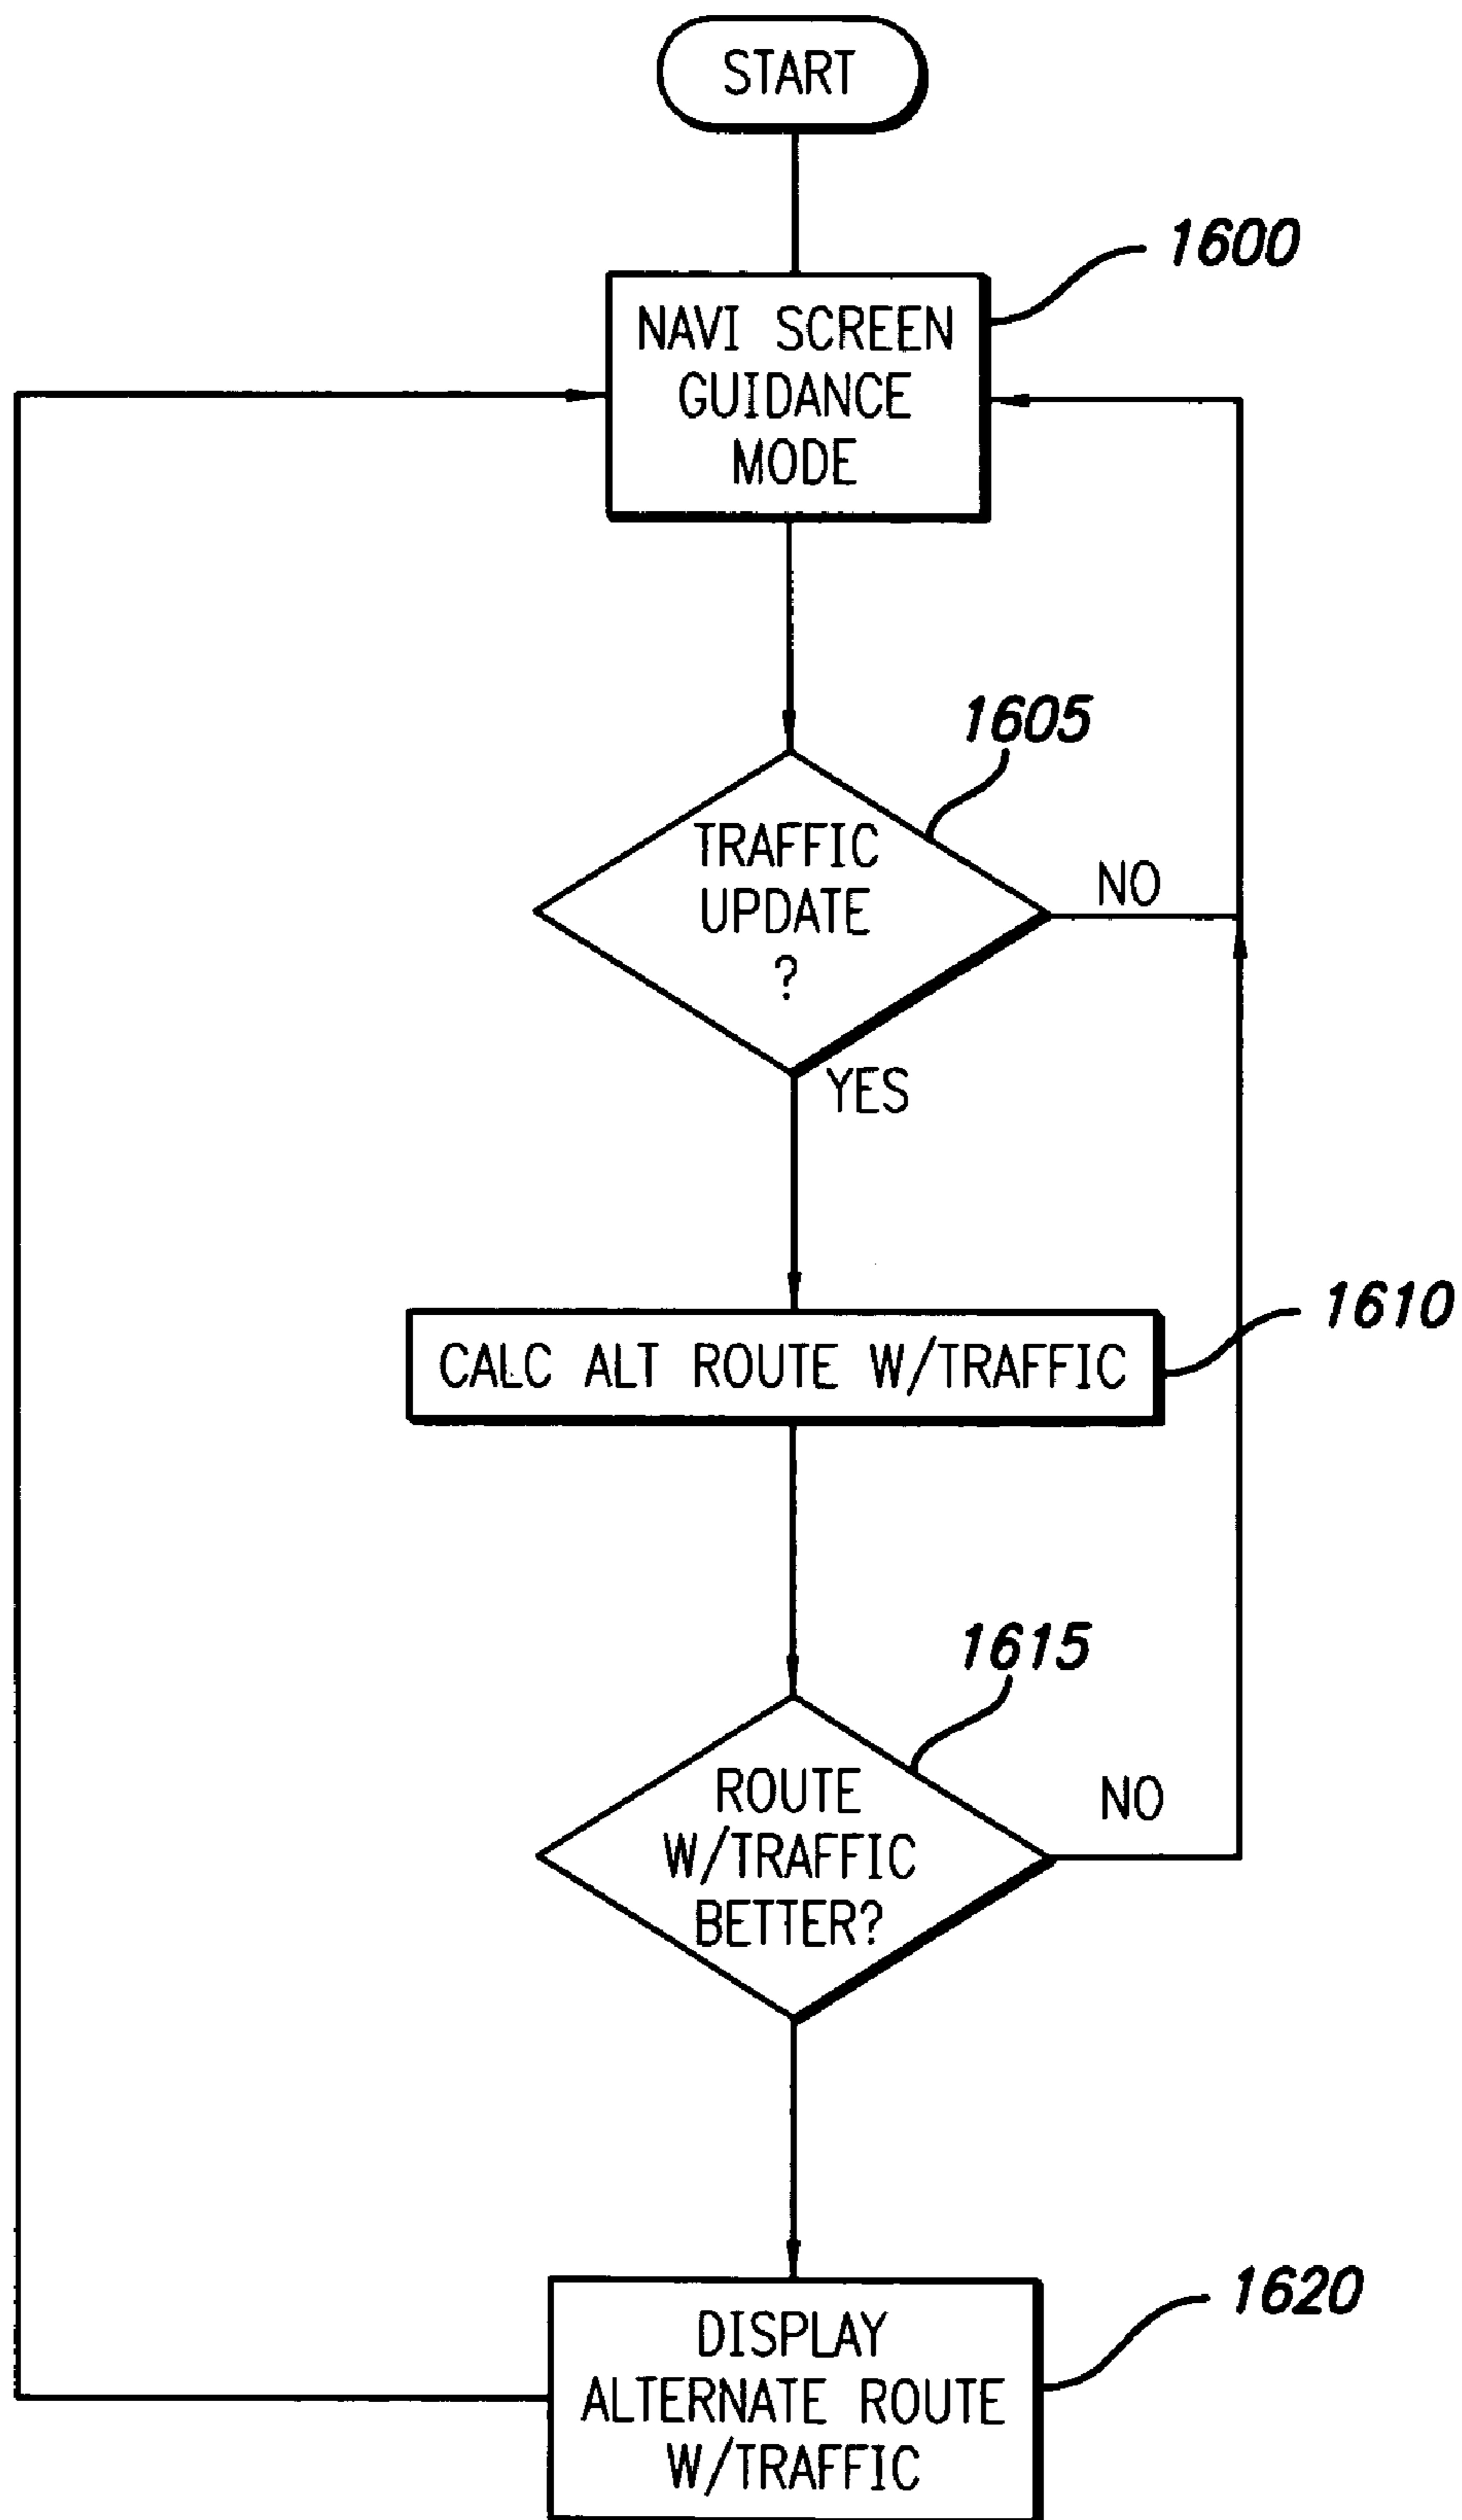 START
1600
NAVI SCREEN
GUIDANCE
MODE
1605
TRAFFIC
UPDATE
?
NO
YES
1610
CALC ALT ROUTE W/TRAFFIC
1615
ROUTE
W/TRAFFIC
BETTER?
NO
1620
DISPLAY
ALTERNATE ROUTE
W/TRAFFIC